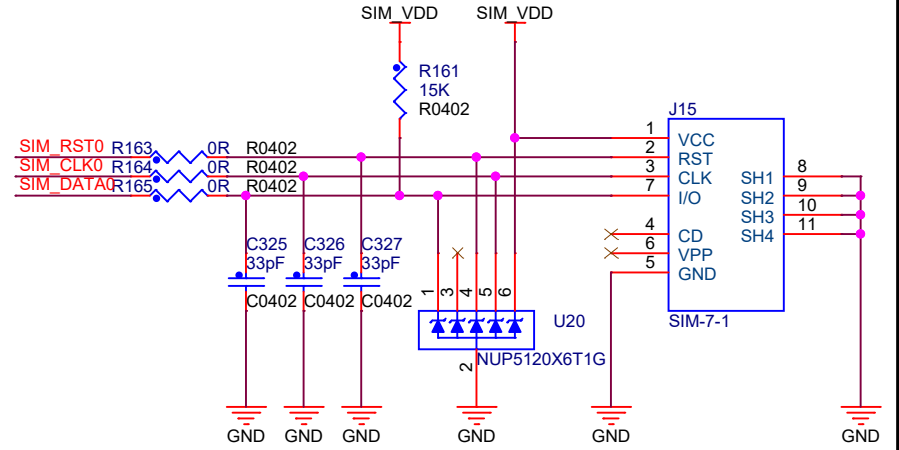 SIM_VDD SIM_VDD
R161
15K
R0402
J15
SIM_RST0 R163 0R R0402
SIM_CLK0 R164 0R R0402
SIM_DATA0 R165 0R R0402
1 VCC
2 RST
3 CLK
7 I/O
4 CD
6 VPP
5 GND
SH1 8
SH2 9
SH3 10
SH4 11
SIM-7-1
C325 C326 C327
33pF 33pF 33pF
C0402 C0402 C0402
1 3 4 5 6
U20
2
NUP5120X6T1G
GND GND GND GND GND GND